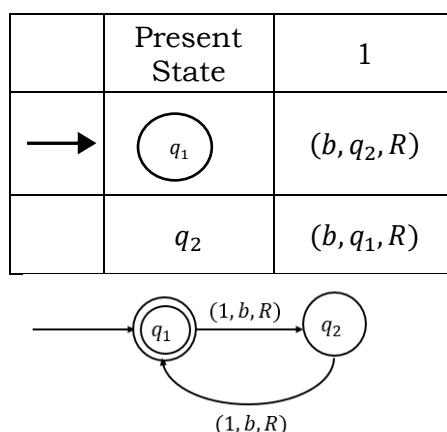 Present State 1
q₁ (b, q₂, R)
q₂ (b, q₁, R)
(1, b, R)
q₁ q₂
(1, b, R)